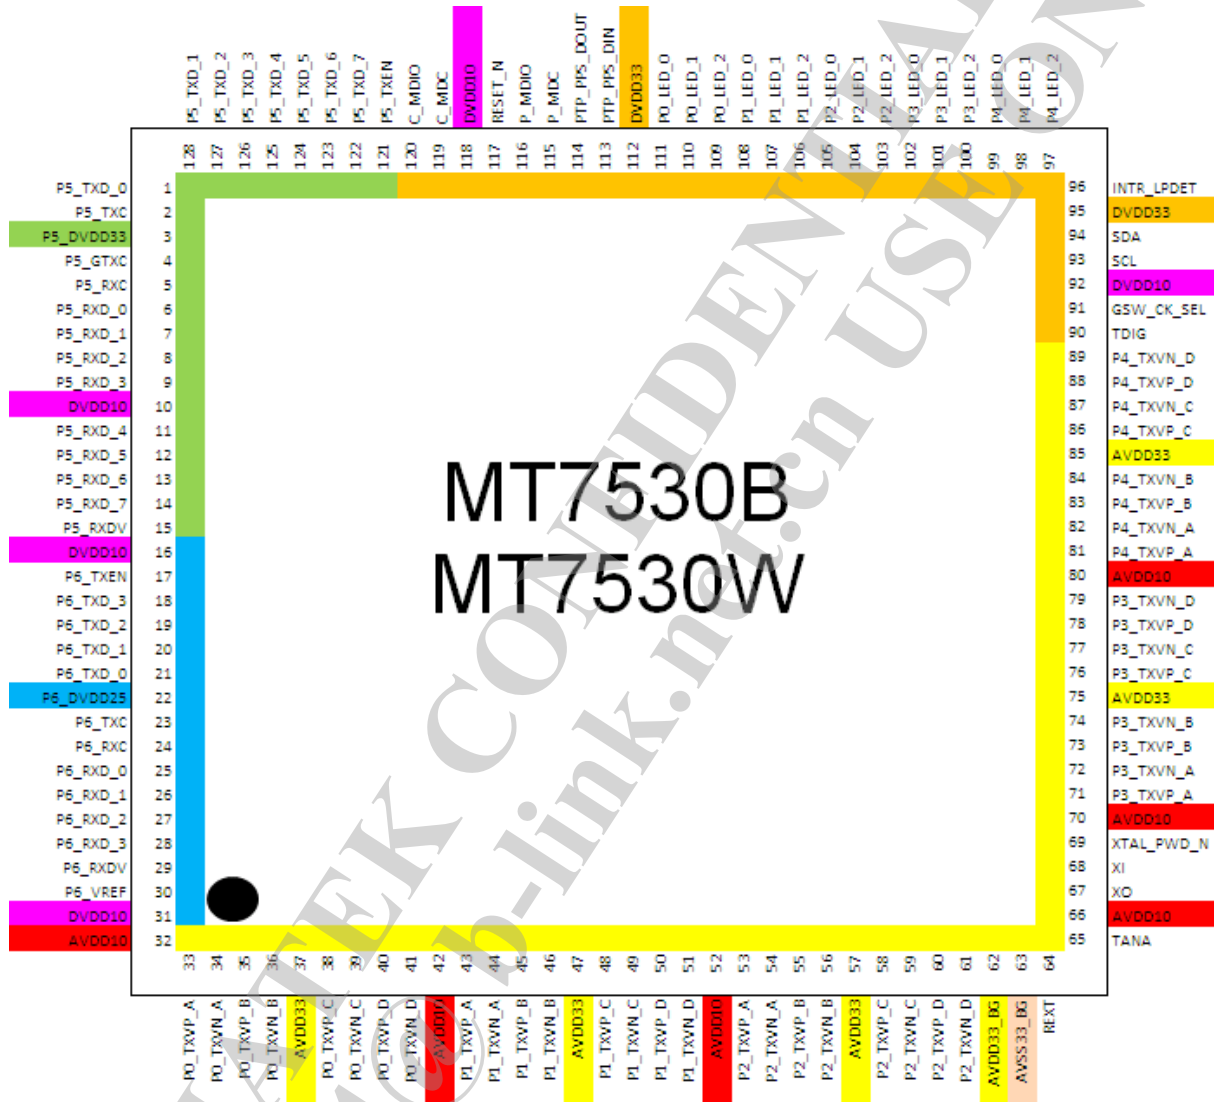 P5_TXD_1
P5_TXD_2
P5_TXD_3
P5_TXD_4
P5_TXD_5
P5_TXD_6
P5_TXD_7
P5_TXEN
C_MDIO
C_MDC
DVDD10
RESET_N
P_MDIO
P_MDC
PTP_PPS_DOUT
PTP_PPS_DIN
DVDD33
P0_LED_0
P0_LED_1
P0_LED_2
P1_LED_0
P1_LED_1
P1_LED_2
P2_LED_0
P2_LED_1
P2_LED_2
P3_LED_0
P3_LED_1
P3_LED_2
P4_LED_0
P4_LED_1
P4_LED_2
128
127
126
125
124
123
122
121
120
119
118
117
116
115
114
113
112
111
110
109
108
107
106
105
104
103
102
101
100
99
98
97
P5_TXD_0 1
P5_TXC 2
P5_DVDD33 3
P5_GTXC 4
P5_RXC 5
P5_RXD_0 6
P5_RXD_1 7
P5_RXD_2 8
P5_RXD_3 9
DVDD10 10
P5_RXD_4 11
P5_RXD_5 12
P5_RXD_6 13
P5_RXD_7 14
P5_RXDV 15
DVDD10 16
P6_TXEN 17
P6_TXD_3 18
P6_TXD_2 19
P6_TXD_1 20
P6_TXD_0 21
P6_DVDD25 22
P6_TXC 23
P6_RXC 24
P6_RXD_0 25
P6_RXD_1 26
P6_RXD_2 27
P6_RXD_3 28
P6_RXDV 29
P6_VREF 30
DVDD10 31
AVDD10 32
MT7530B
MT7530W
96 INTR_LPDET
95 DVDD33
94 SDA
93 SCL
92 DVDD10
91 GSW_CK_SEL
90 TDIG
89 P4_TXVN_D
88 P4_TXVP_D
87 P4_TXVN_C
86 P4_TXVP_C
85 AVDD33
84 P4_TXVN_B
83 P4_TXVP_B
82 P4_TXVN_A
81 P4_TXVP_A
80 AVDD10
79 P3_TXVN_D
78 P3_TXVP_D
77 P3_TXVN_C
76 P3_TXVP_C
75 AVDD33
74 P3_TXVN_B
73 P3_TXVP_B
72 P3_TXVN_A
71 P3_TXVP_A
70 AVDD10
69 XTAL_PWD_N
68 XI
67 XO
66 AVDD10
65 TANA
33
34
35
36
37
38
39
40
41
42
43
44
45
46
47
48
49
50
51
52
53
54
55
56
57
58
59
60
61
62
63
64
P0_TXVP_A
P0_TXVN_A
P0_TXVP_B
P0_TXVN_B
AVDD33
P0_TXVP_C
P0_TXVN_C
P0_TXVP_D
P0_TXVN_D
AVDD10
P1_TXVP_A
P1_TXVN_A
P1_TXVP_B
P1_TXVN_B
AVDD33
P1_TXVP_C
P1_TXVN_C
P1_TXVP_D
P1_TXVN_D
AVDD10
P2_TXVP_A
P2_TXVN_A
P2_TXVP_B
P2_TXVN_B
AVDD33
P2_TXVP_C
P2_TXVN_C
P2_TXVP_D
P2_TXVN_D
AVDD33_BG
AVSS33_BG
REXT
ATEK CONFIDENTIA
@b-link.net.cn USE ON